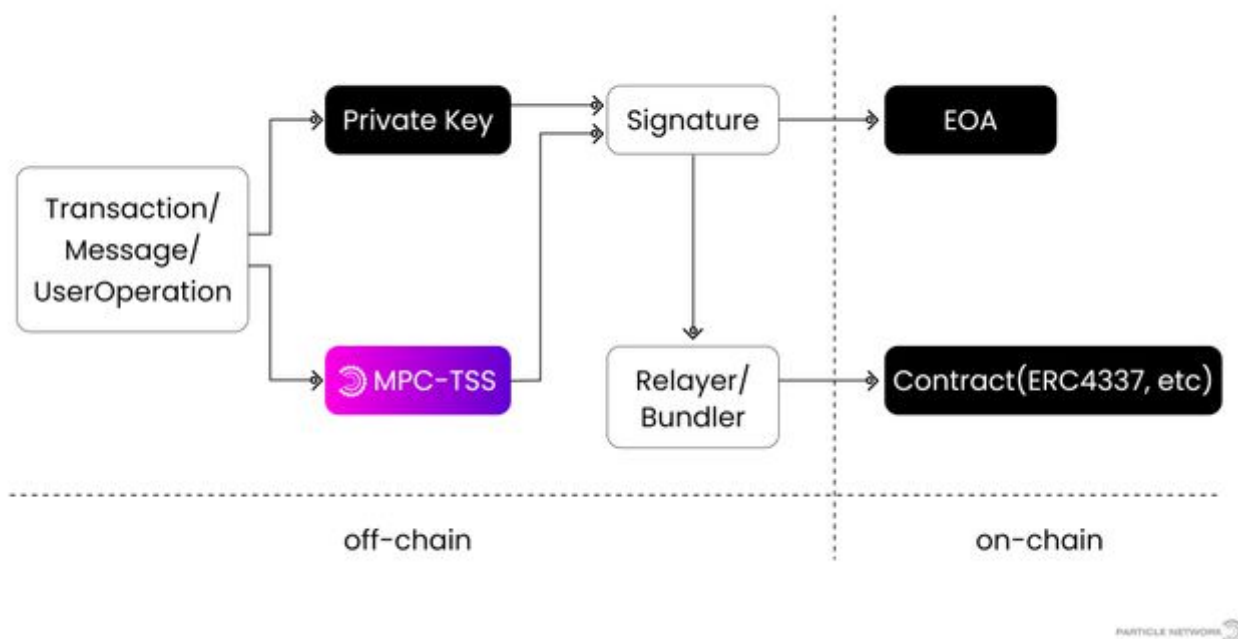 Private Key
Signature
EOA
Transaction/
Message/
UserOperation
MPC-TSS
Relayer/
Bundler
Contract(ERC4337, etc)
off-chain
on-chain
PARTICLE NETWORK